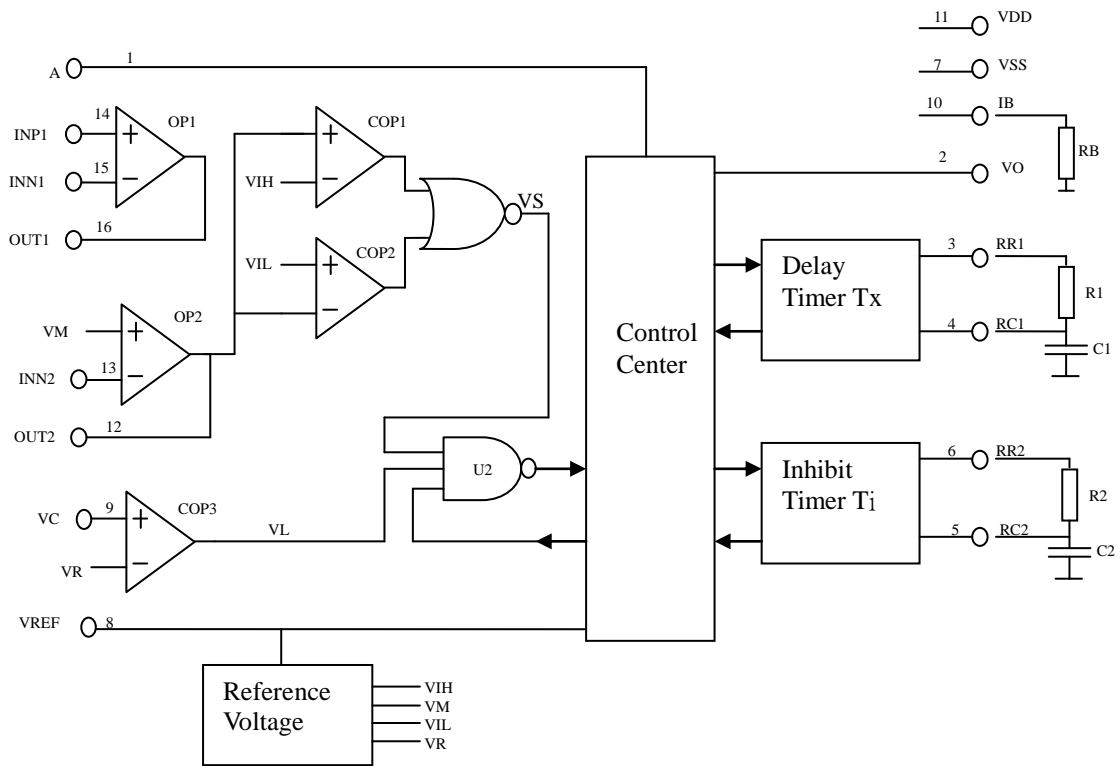 11 VDD
1
A
7 VSS
10 IB
14 OP1
INP1 +
COP1
+
15
INN1 −
2 VO
RB
VIH −
VS
16
OUT1
COP2
VIL +
3 RR1
Delay
Timer Tx
R1
OP2
VM +
−
Control
Center
4 RC1
C1
13
INN2 −
12
OUT2
6 RR2
U2
Inhibit
Timer Ti
R2
COP3
9
VC +
VL
5 RC2
C2
VR −
VREF 8
Reference
Voltage
VIH
VM
VIL
VR